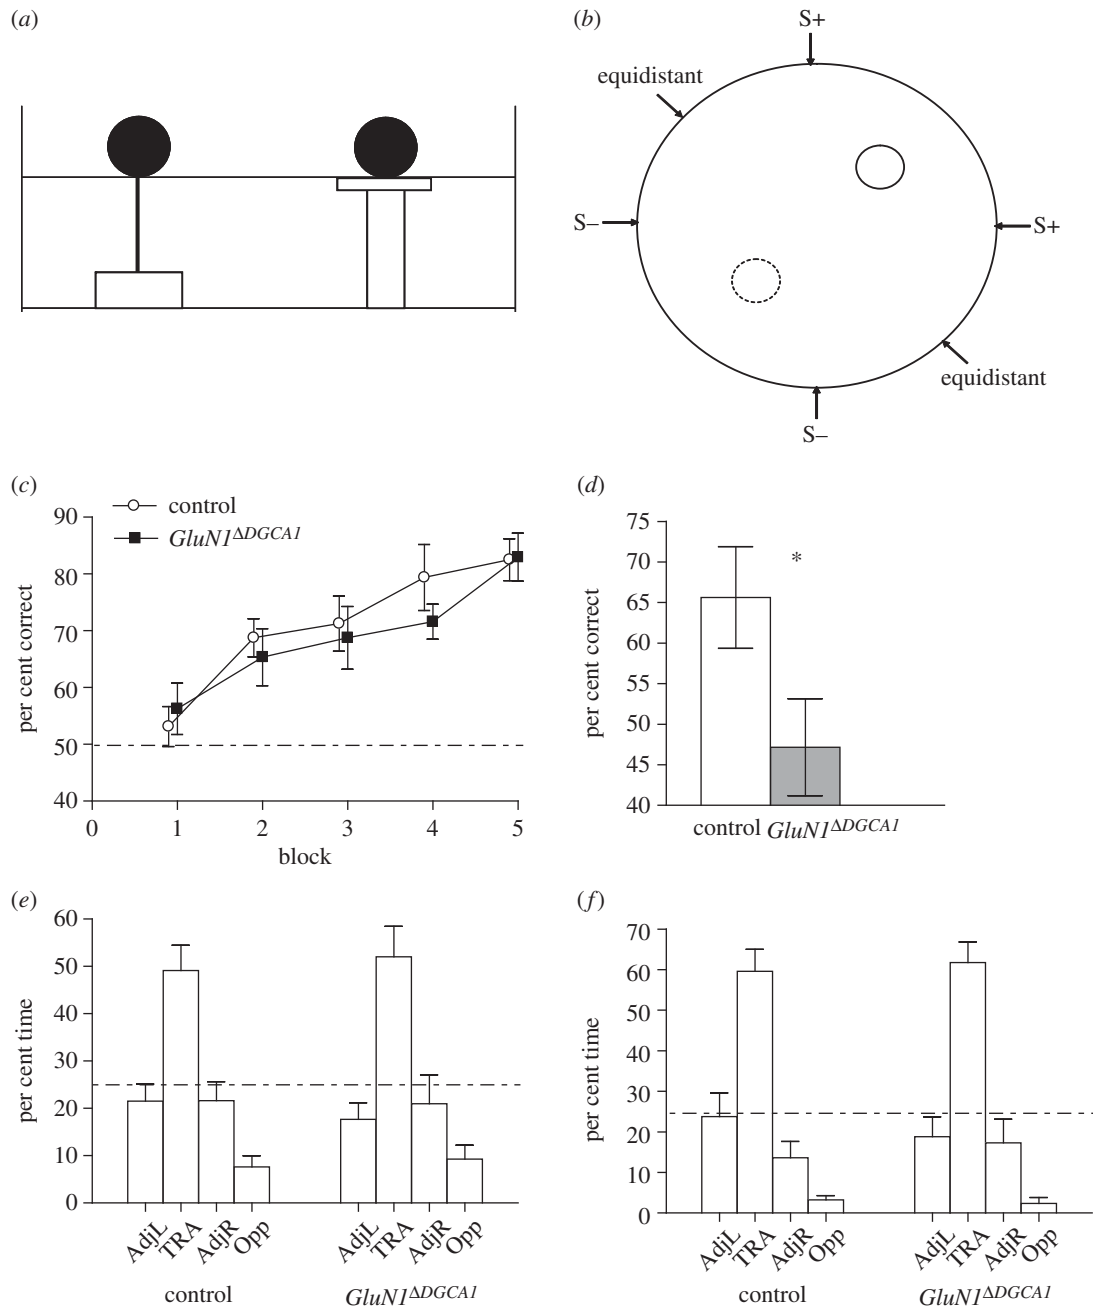 (a)
(b)
S+
equidistant
S–
S+
equidistant
S–
(c)
control
GluN1ΔDGCA1
90
80
70
60
50
40
per cent correct
0 1 2 3 4 5
block
(d)
75
70
65
60
55
50
45
40
per cent correct
*
control GluN1ΔDGCA1
(e)
60
50
40
30
20
10
0
per cent time
AdjL TRA AdjR Opp AdjL TRA AdjR Opp
control GluN1ΔDGCA1
(f)
70
60
50
40
30
20
10
0
per cent time
AdjL TRA AdjR Opp AdjL TRA AdjR Opp
control GluN1ΔDGCA1